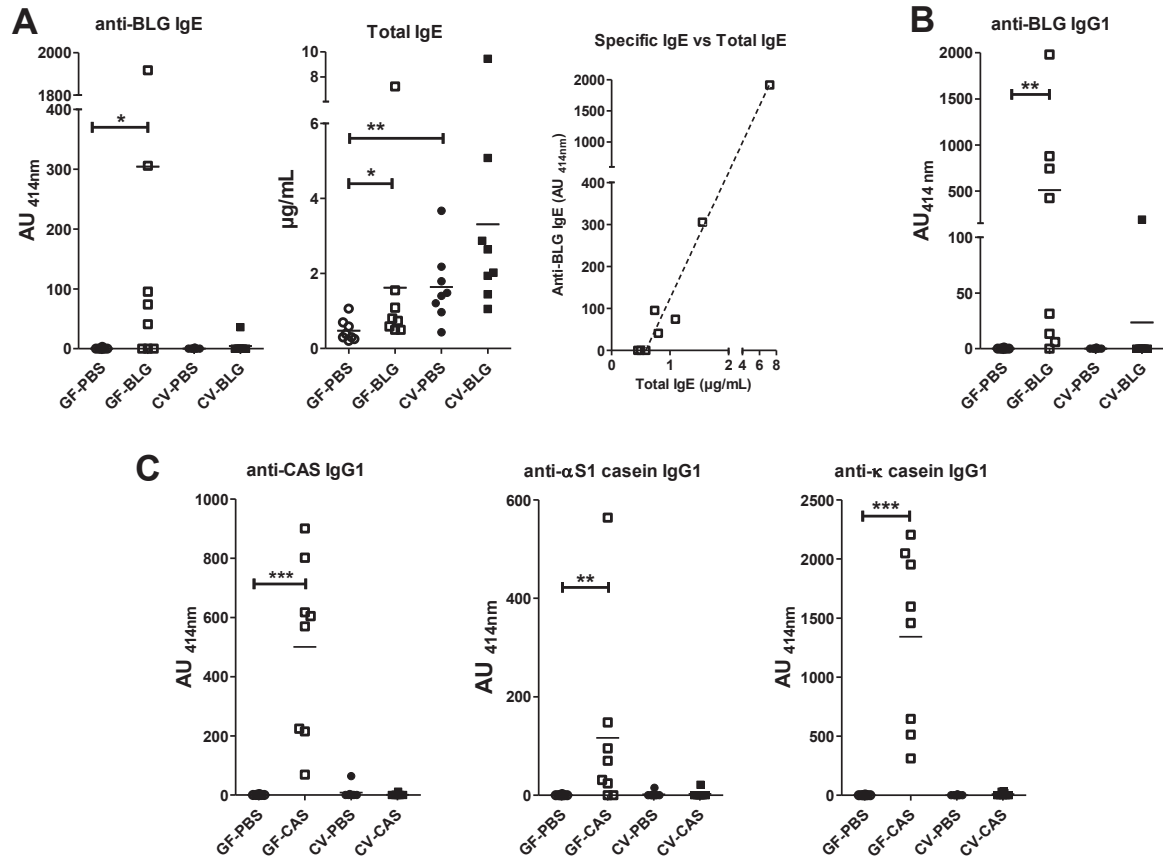 A
anti-BLG IgE
2000
1900
1800
400
300
200
100
0
AU 414nm
*
GF-PBS
GF-BLG
CV-PBS
CV-BLG
Total IgE
10
8
6
4
2
0
µg/mL
**
*
GF-PBS
GF-BLG
CV-PBS
CV-BLG
Specific IgE vs Total IgE
2000
1500
1000
500
400
300
200
100
0
Anti-BLG IgE (AU 414nm)
0
1
2
4
6
8
Total IgE (µg/mL)
B
anti-BLG IgG1
2000
1500
1000
500
100
50
0
AU 414 nm
**
GF-PBS
GF-BLG
CV-PBS
CV-BLG
C
anti-CAS IgG1
1000
800
600
400
200
0
AU 414nm
***
GF-PBS
GF-CAS
CV-PBS
CV-CAS
anti-αS1 casein IgG1
600
400
200
0
AU 414nm
**
GF-PBS
GF-CAS
CV-PBS
CV-CAS
anti-κ casein IgG1
2500
2000
1500
1000
500
0
AU 414nm
***
GF-PBS
GF-CAS
CV-PBS
CV-CAS